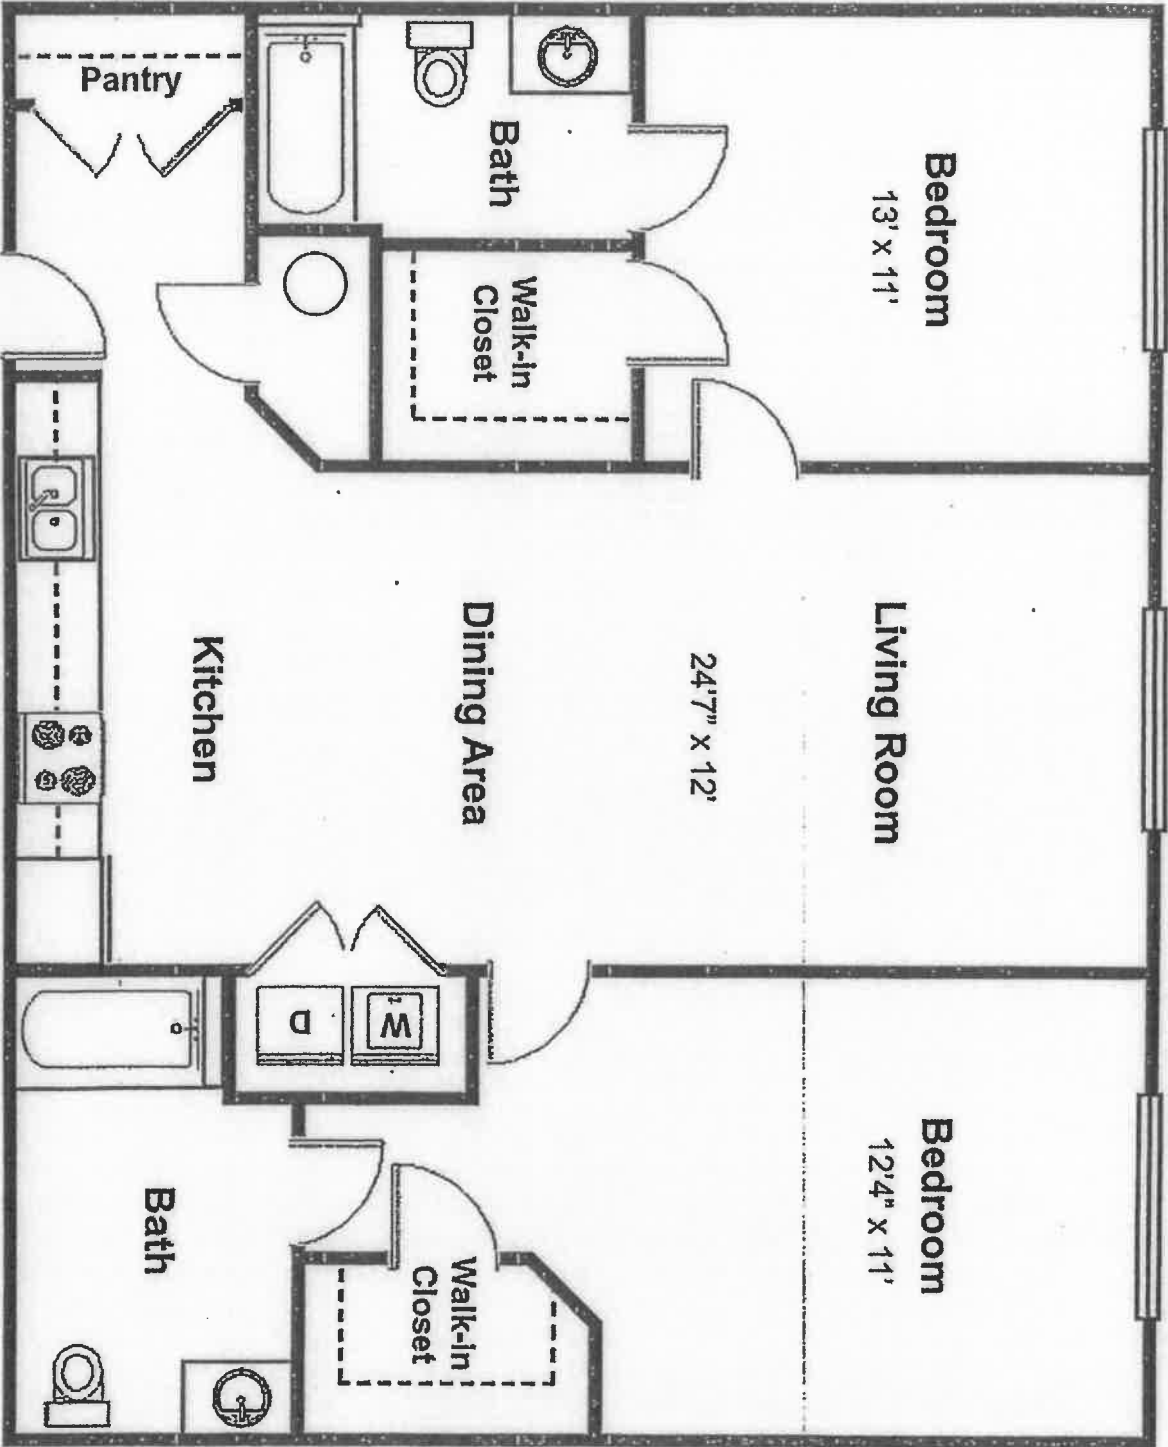 Pantry
Bath
Bedroom
13' x 11'
Walk-in
Closet
Living Room
24'7" x 12'
Dining Area
Kitchen
W
D
Bedroom
12'4" x 11'
Walk-in
Closet
Bath